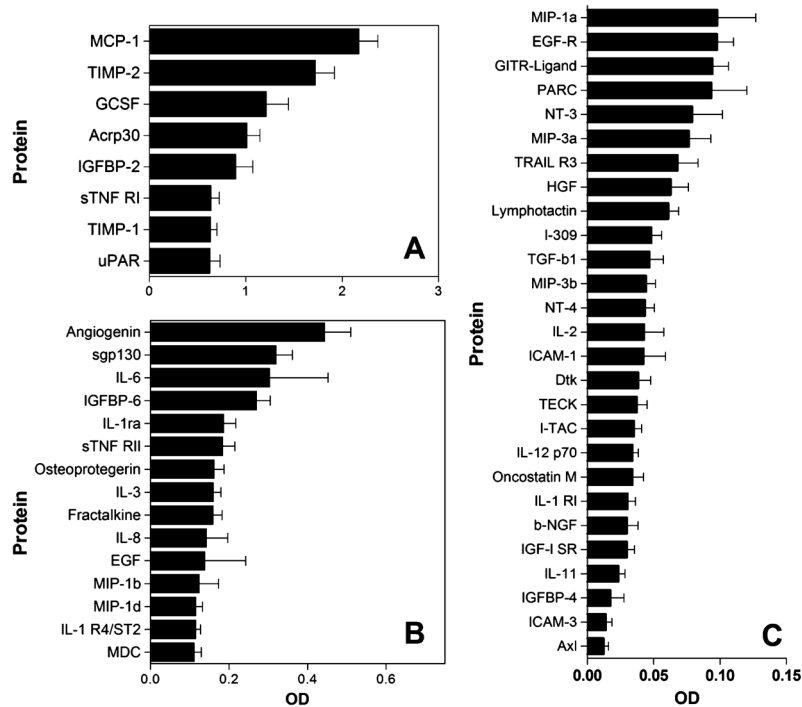 Protein
MCP-1
TIMP-2
GCSF
Acrp30
IGFBP-2
sTNF RI
TIMP-1
uPAR
A
0 1 2 3
Protein
Angiogenin
sgp130
IL-6
IGFBP-6
IL-1ra
sTNF RII
Osteoprotegerin
IL-3
Fractalkine
IL-8
EGF
MIP-1b
MIP-1d
IL-1 R4/ST2
MDC
B
0.0 0.2 0.4 0.6
OD
Protein
MIP-1a
EGF-R
GITR-Ligand
PARC
NT-3
MIP-3a
TRAIL R3
HGF
Lymphotactin
I-309
TGF-b1
MIP-3b
NT-4
IL-2
ICAM-1
Dtk
TECK
I-TAC
IL-12 p70
Oncostatin M
IL-1 RI
b-NGF
IGF-I SR
IL-11
IGFBP-4
ICAM-3
Axl
C
0.00 0.05 0.10 0.15
OD